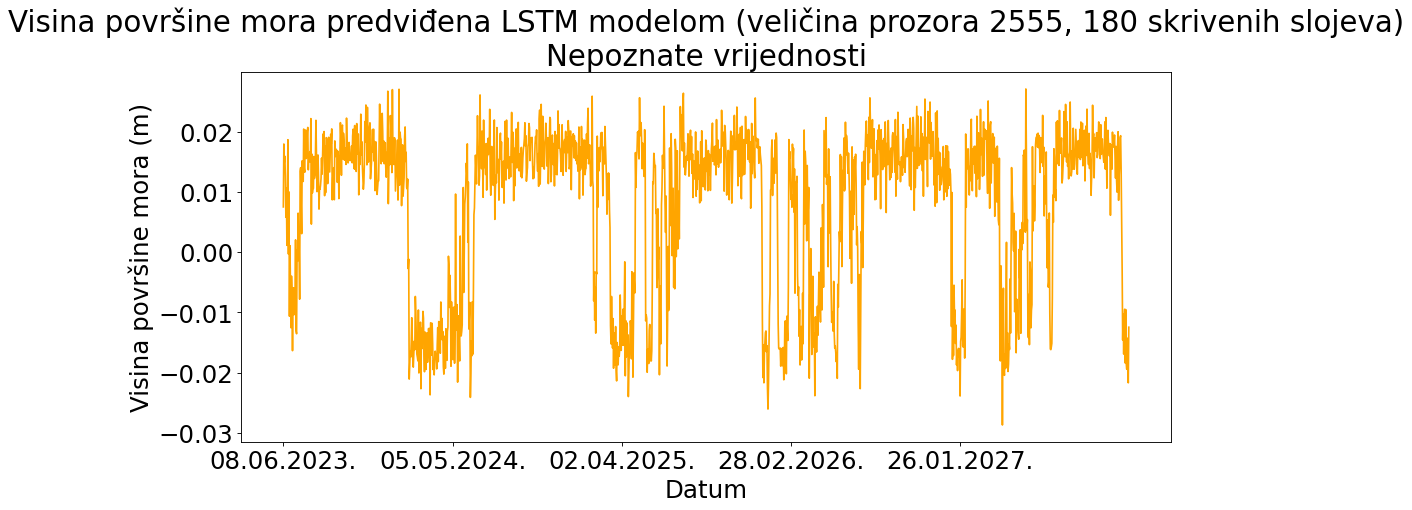 Visina površine mora predviđena LSTM modelom (veličina prozora 2555, 180 skrivenih slojeva)
Nepoznate vrijednosti
Visina površine mora (m)
0.02
0.01
0.00
−0.01
−0.02
−0.03
08.06.2023. 05.05.2024. 02.04.2025. 28.02.2026. 26.01.2027.
Datum